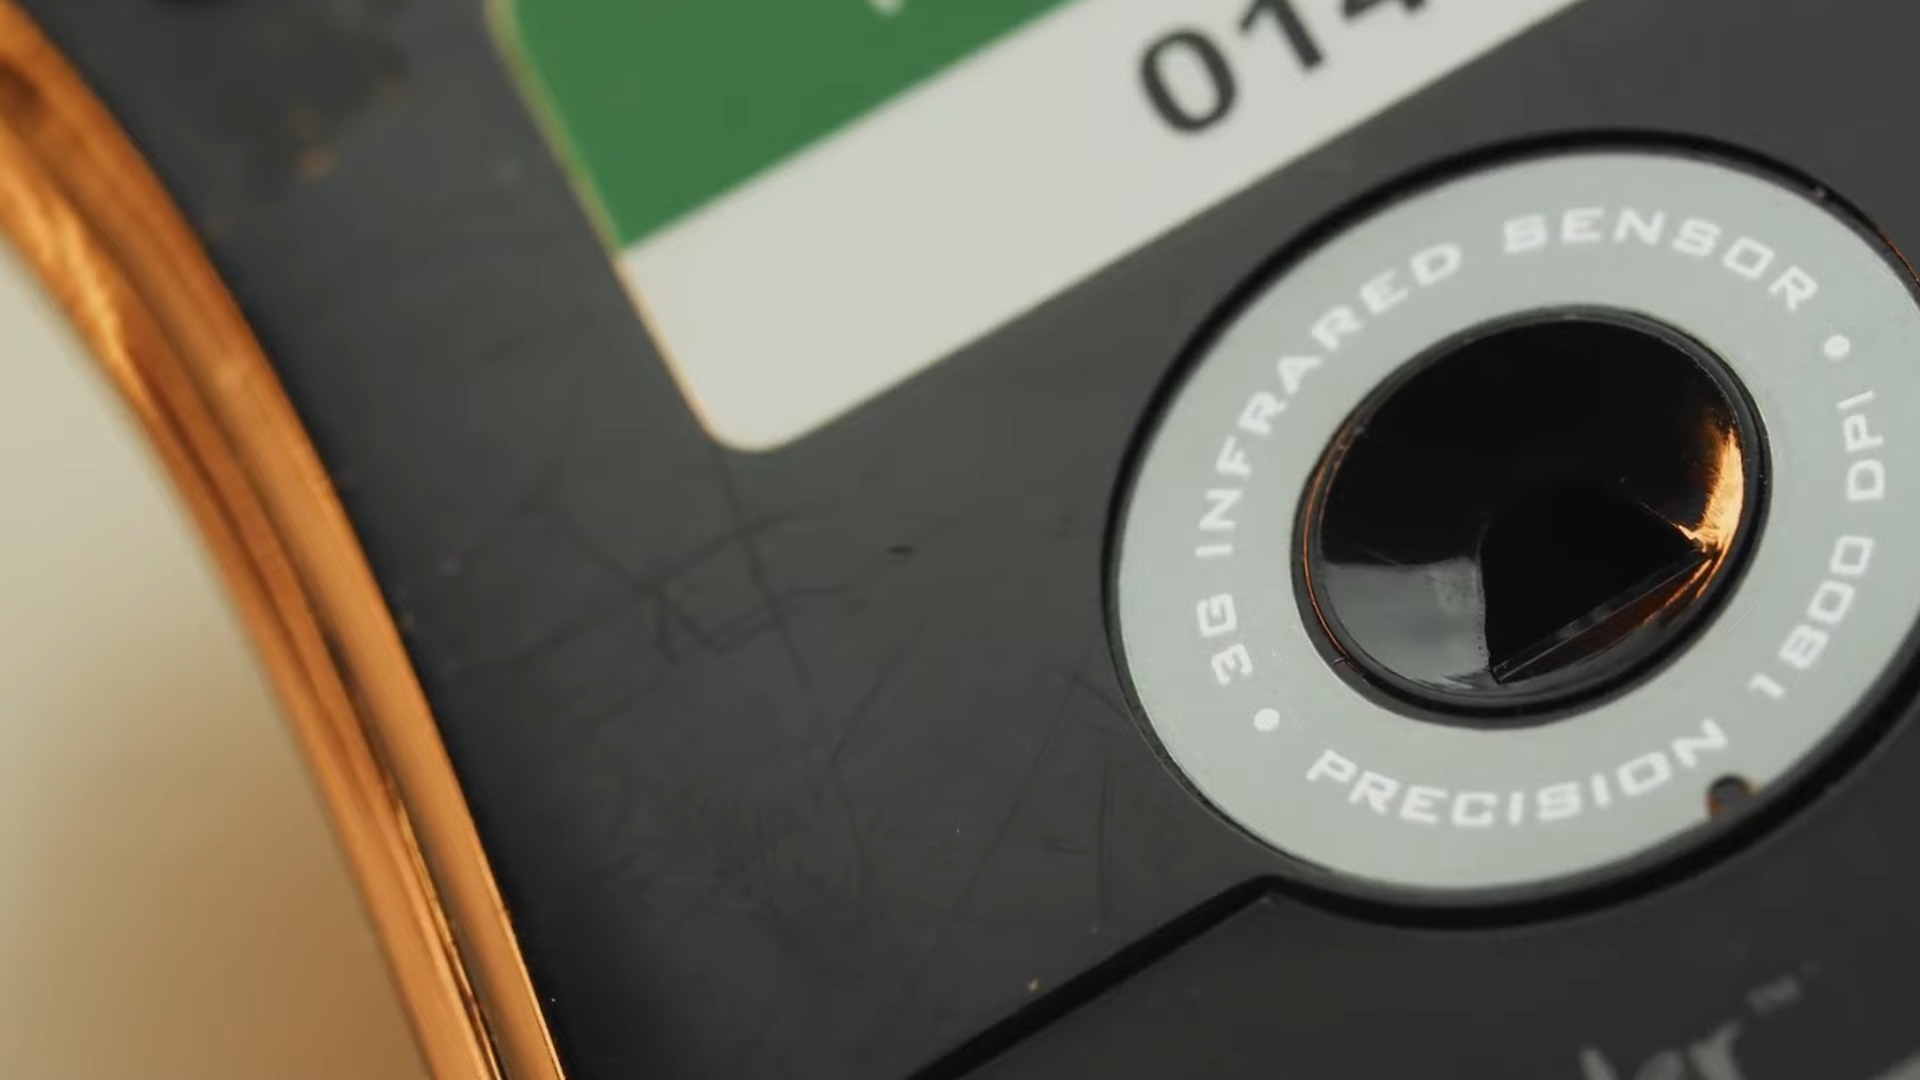 014
3G INFRARED SENSOR •
PRECISION 1800 DPI •